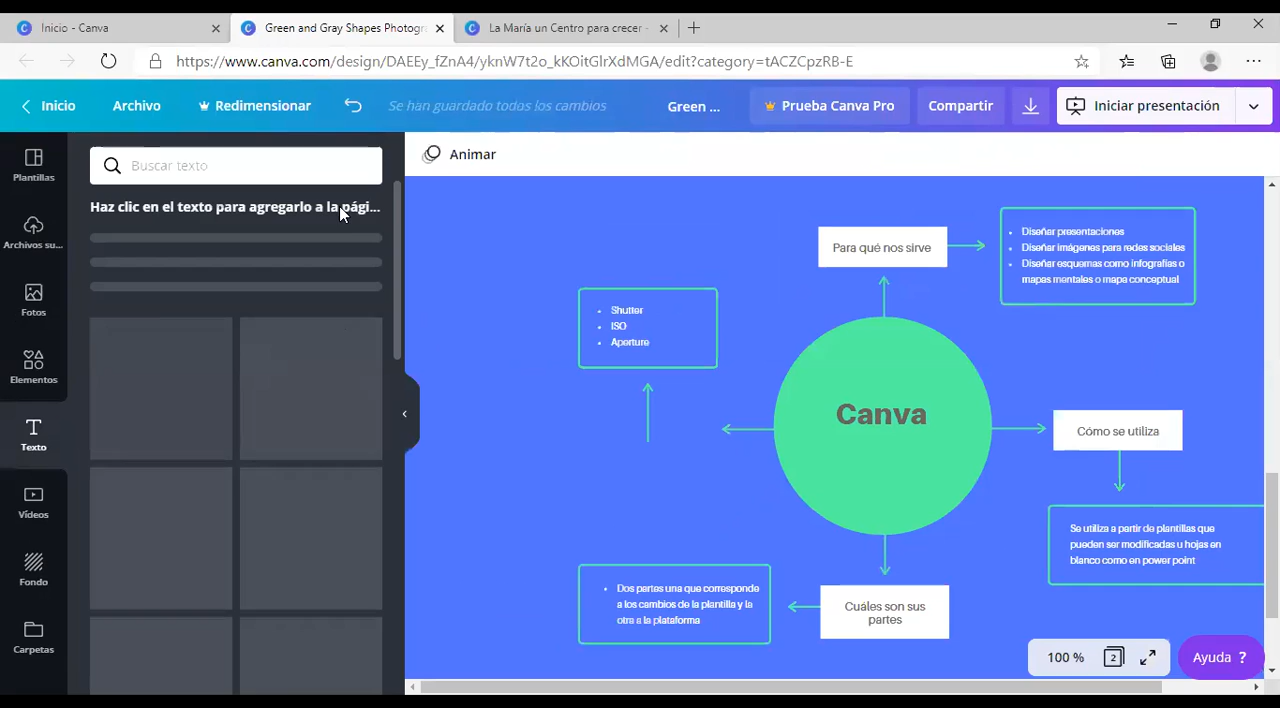 Inicio - Canva
Green and Gray Shapes Photogr
La María un Centro para crecer -
https://www.canva.com/design/DAEEy_fZnA4/yknW7t2o_kKOitGlrXdMGA/edit?category=tACZCpzRB-E
Inicio
Archivo
Redimensionar
Se han guardado todos los cambios
Green ...
Prueba Canva Pro
Compartir
Iniciar presentación
Plantillas
Archivos su...
Fotos
Elementos
Texto
Vídeos
Fondo
Carpetas
Buscar texto
Haz clic en el texto para agregarlo a la pági...
Animar
Para qué nos sirve
• Diseñar presentaciones
• Diseñar imágenes para redes sociales
• Diseñar esquemas como infografías o
mapas mentales o mapa conceptual
• Shutter
• ISO
• Aperture
Canva
Cómo se utiliza
Se utiliza a partir de plantillas que
pueden ser modificadas u hojas en
blanco como en power point
• Dos partes una que corresponde
a los cambios de la plantilla y la
otra a la plataforma
Cuáles son sus
partes
100 %
2
Ayuda ?